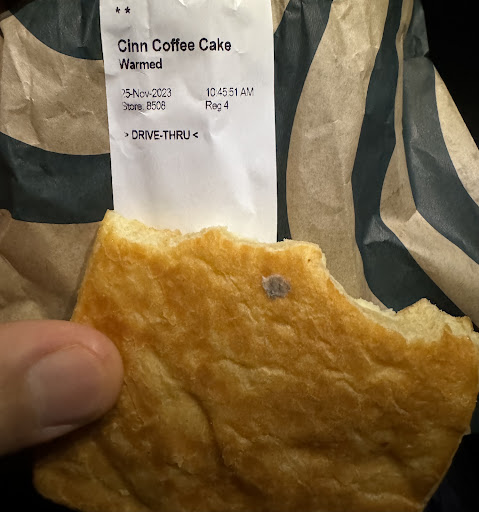 **
Cinn Coffee Cake
Warmed
25-Nov-2023 10:45:51 AM
Store: 8508 Reg 4
> DRIVE-THRU <